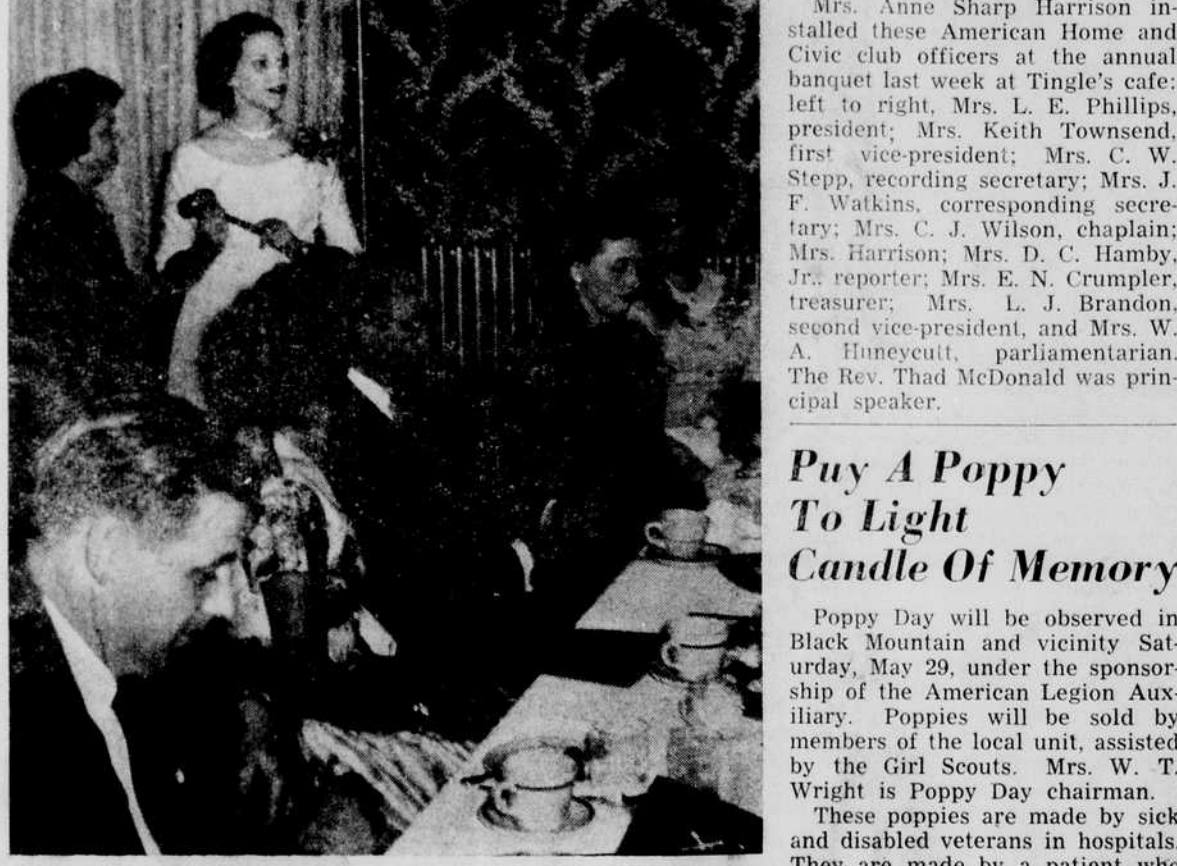 Mrs. Anne Sharp Harrison in-
stalled these American Home and
Civic club officers at the annual
banquet last week at Tingle's cafe:
left to right, Mrs. L. E. Phillips,
president; Mrs. Keith Townsend,
first vice-president; Mrs. C. W.
Stepp, recording secretary; Mrs. J.
F. Watkins, corresponding secre-
tary; Mrs. C. J. Wilson, chaplain;
Mrs. Harrison; Mrs. D. C. Hamby,
Jr.. reporter; Mrs. E. N. Crumpler,
treasurer; Mrs. L. J. Brandon,
second vice-president, and Mrs. W.
A. Huneycutt, parliamentarian.
The Rev. Thad McDonald was prin-
cipal speaker.
Puy A Poppy
To Light
Candle Of Memory
Poppy Day will be observed in
Black Mountain and vicinity Sat-
urday, May 29, under the sponsor-
ship of the American Legion Aux-
iliary. Poppies will be sold by
members of the local unit, assisted
by the Girl Scouts. Mrs. W. T.
Wright is Poppy Day chairman.
These poppies are made by sick
and disabled veterans in hospitals.
They are made by a patient who